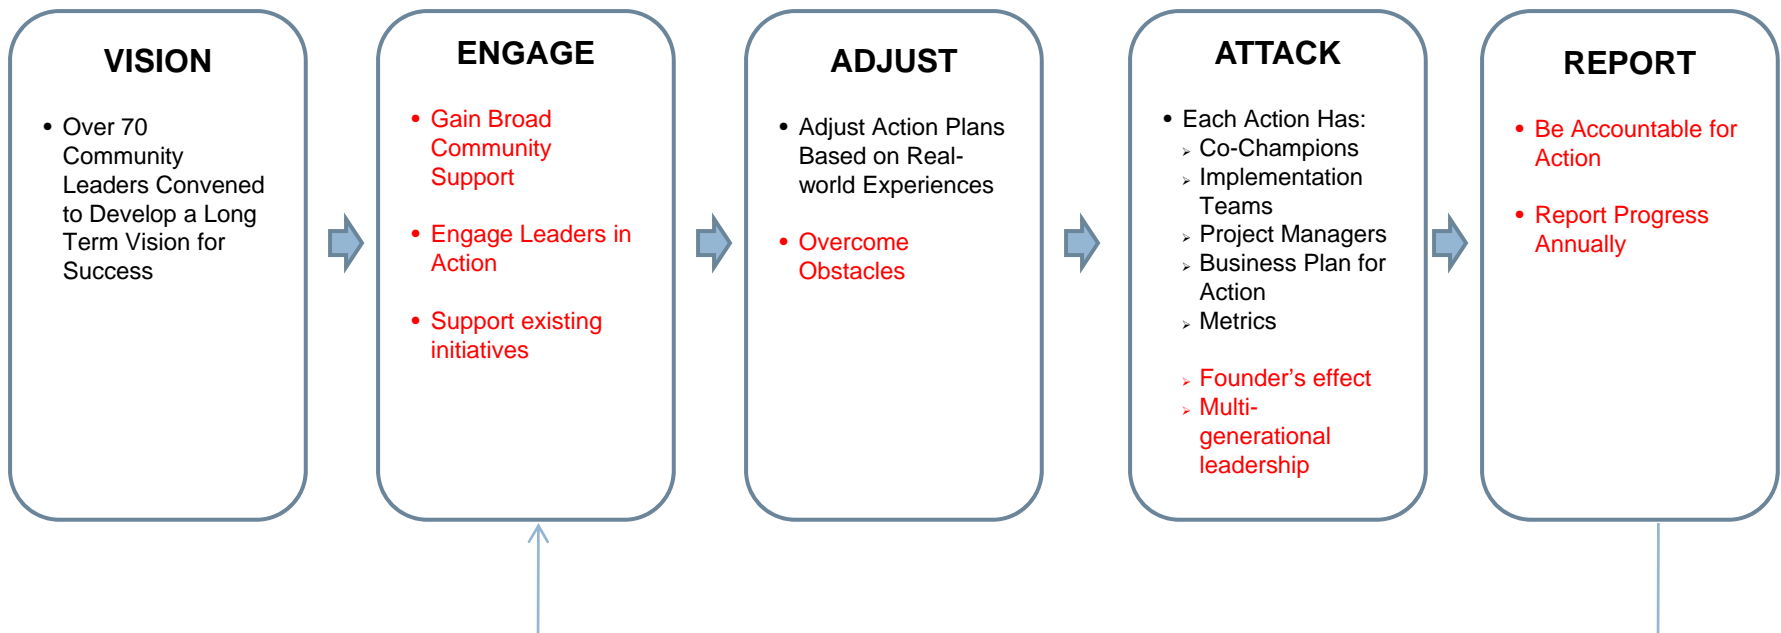 VISION
• Over 70
Community
Leaders Convened
to Develop a Long
Term Vision for
Success
ENGAGE
• Gain Broad
Community
Support
• Engage Leaders in
Action
• Support existing
initiatives
ADJUST
• Adjust Action Plans
Based on Real-
world Experiences
• Overcome
Obstacles
ATTACK
• Each Action Has:
➢ Co-Champions
➢ Implementation
Teams
➢ Project Managers
➢ Business Plan for
Action
➢ Metrics
➢ Founder’s effect
➢ Multi-
generational
leadership
REPORT
• Be Accountable for
Action
• Report Progress
Annually